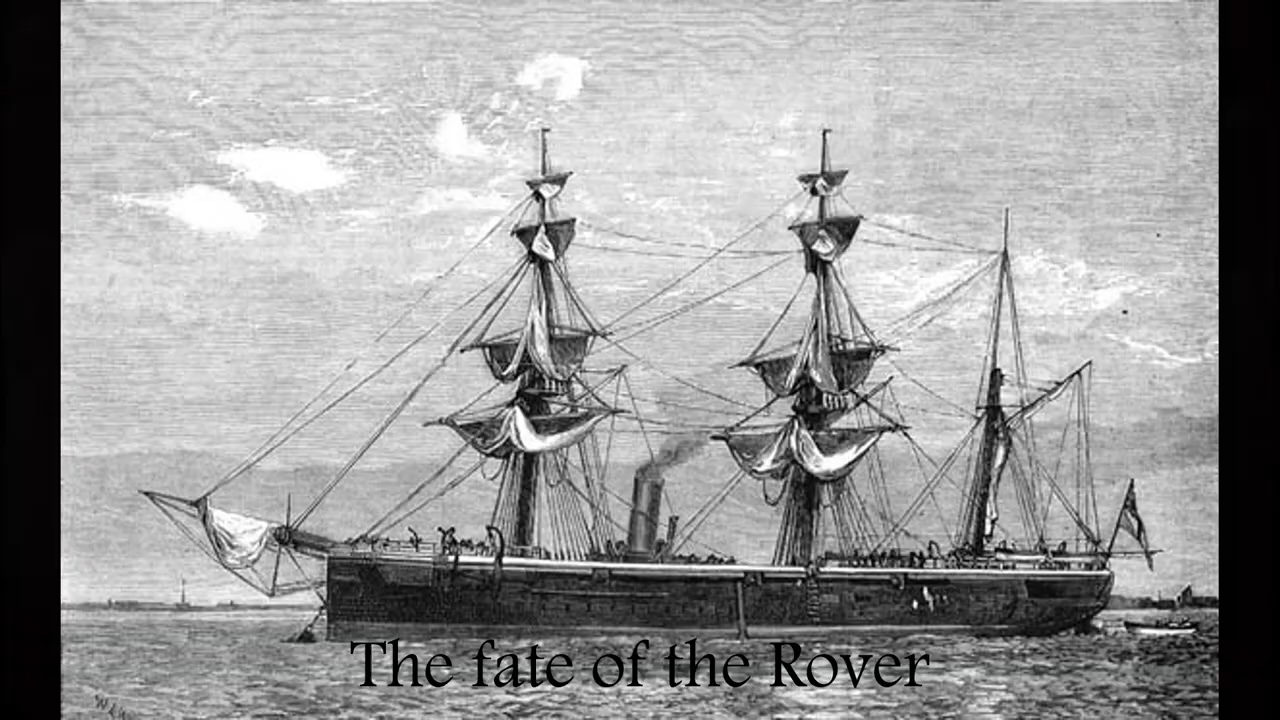 The fate of the Rover